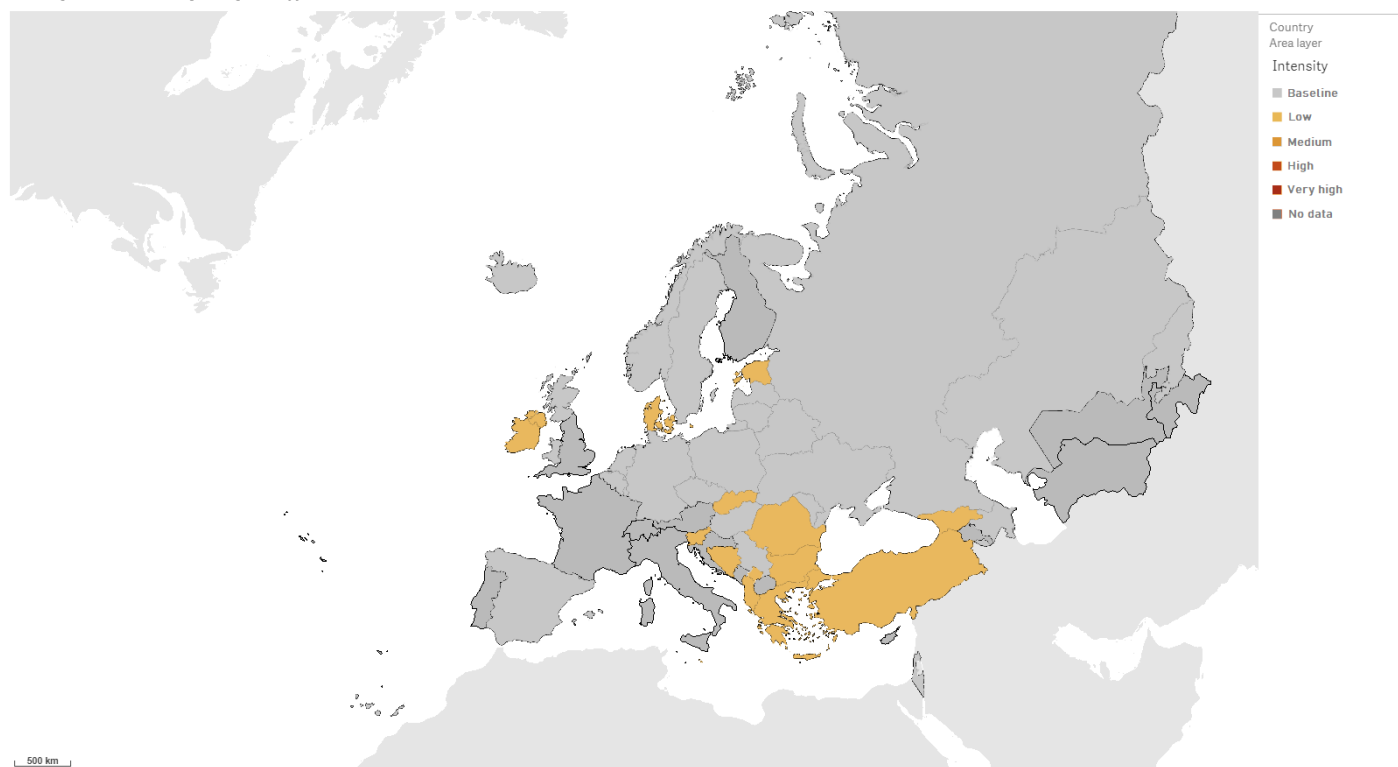 Country
Area layer
Intensity
Baseline
Low
Medium
High
Very high
No data
500 km